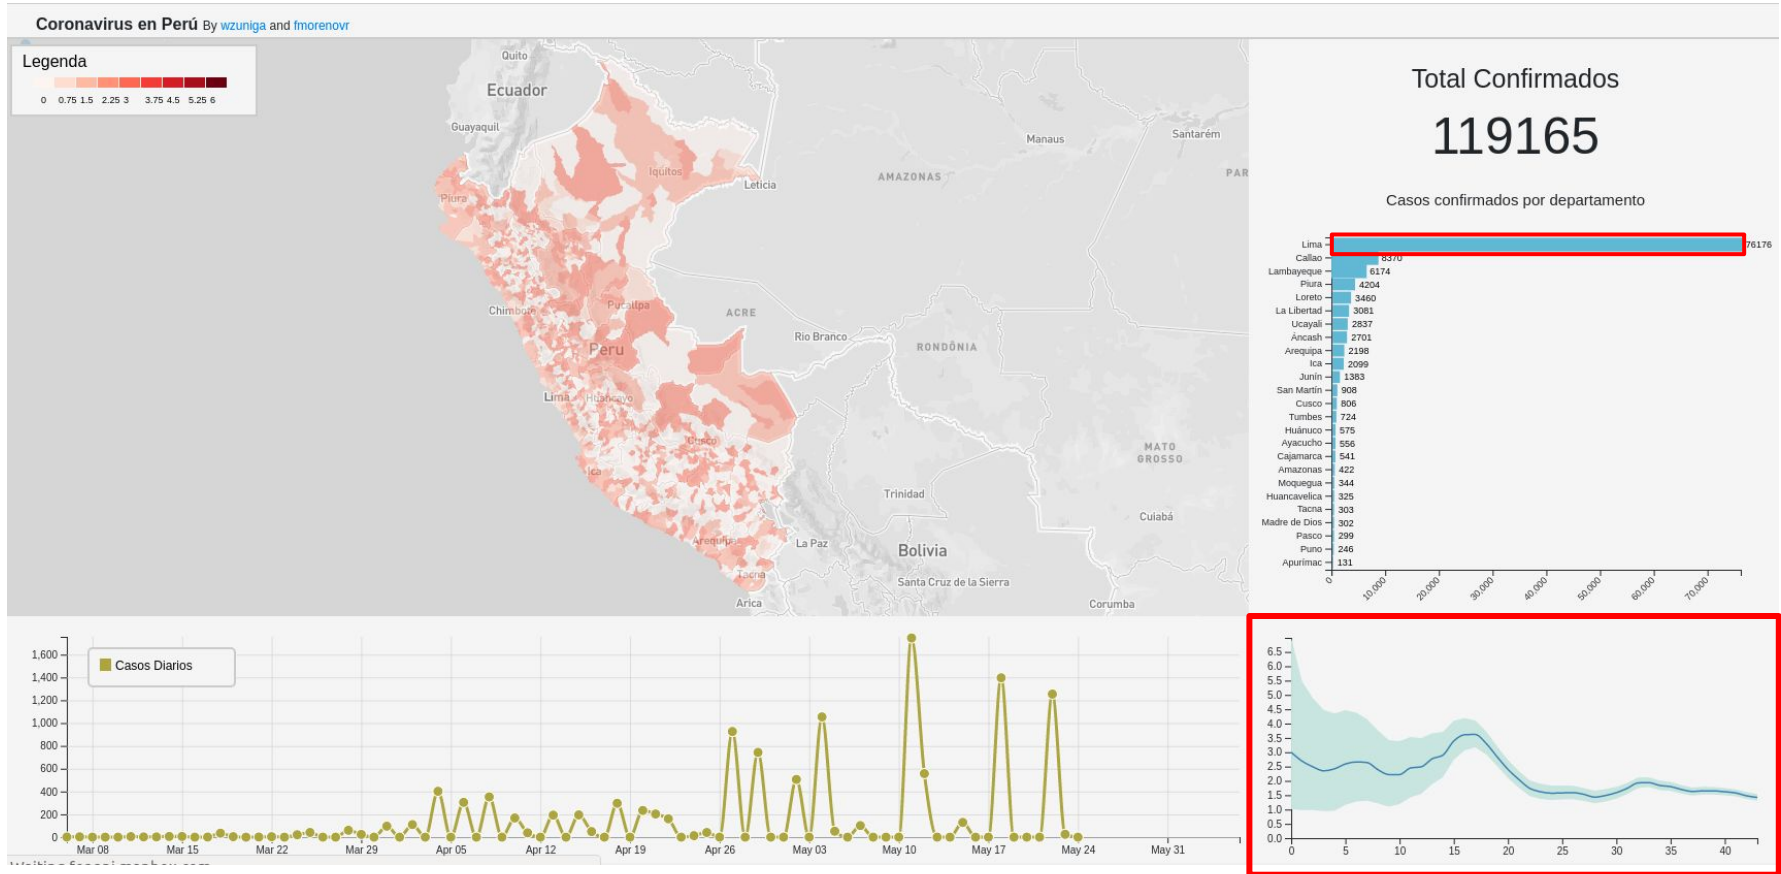 Coronavirus en Perú By wzuniga and fmorenovr
Legenda
0 0.75 1.5 2.25 3 3.75 4.5 5.25 6
Quito
Ecuador
Guayaquil
Manaus
Santarém
Iquitos
Leticia
AMAZONAS
PAR
Piura
Chimbote
Pucallpa
ACRE
Rio Branco
RONDÔNIA
Peru
Lima
Huancayo
Cusco
MATO
GROSSO
Ica
Trinidad
Cuiabá
Arequipa
La Paz
Bolivia
Tacna
Santa Cruz de la Sierra
Arica
Corumba
Total Confirmados
119165
Casos confirmados por departamento
Lima 76176
Callao 8370
Lambayeque 6174
Piura 4204
Loreto 3460
La Libertad 3081
Ucayali 2837
Áncash 2701
Arequipa 2198
Ica 2099
Junín 1383
San Martín 908
Cusco 806
Tumbes 724
Huánuco 575
Ayacucho 556
Cajamarca 541
Amazonas 422
Moquegua 344
Huancavelica 325
Tacna 303
Madre de Dios 302
Pasco 299
Puno 246
Apurímac 131
0 10,000 20,000 30,000 40,000 50,000 60,000 70,000
Casos Diarios
1,600
1,400
1,200
1,000
800
600
400
200
0
Mar 08 Mar 15 Mar 22 Mar 29 Apr 05 Apr 12 Apr 19 Apr 26 May 03 May 10 May 17 May 24 May 31
6.5
6.0
5.5
5.0
4.5
4.0
3.5
3.0
2.5
2.0
1.5
1.0
0.5
0.0
0 5 10 15 20 25 30 35 40